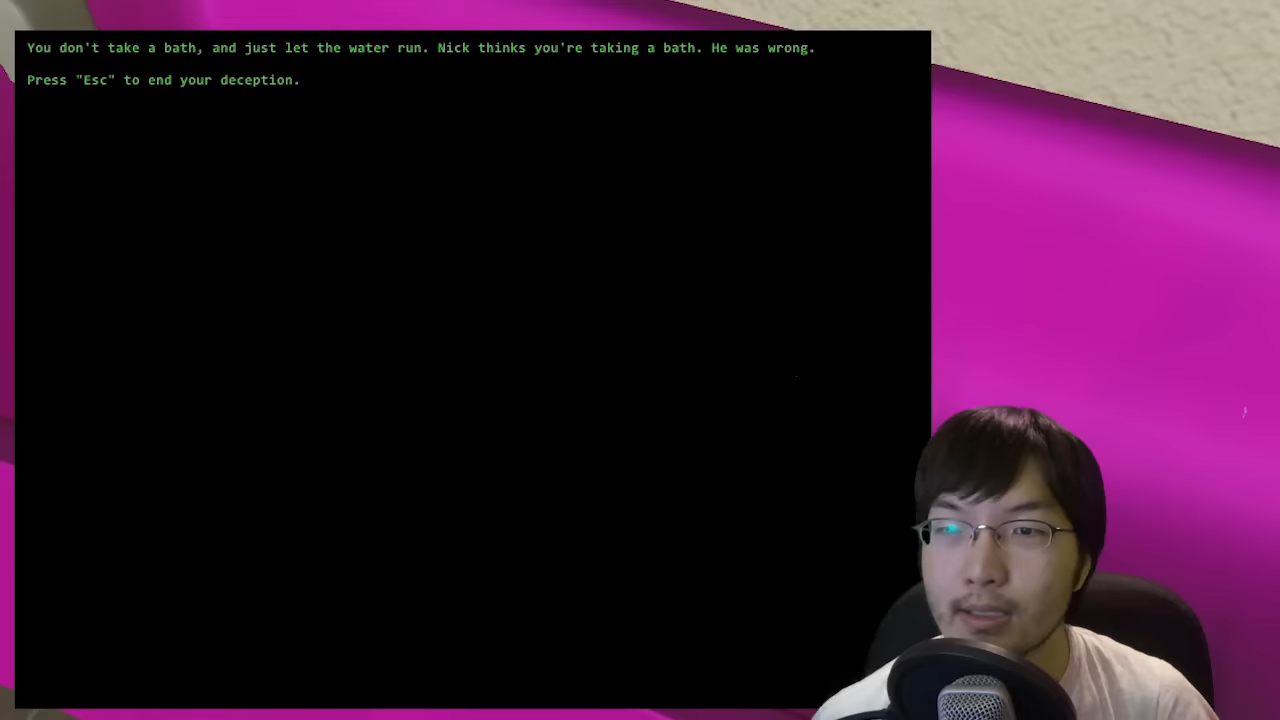 You don't take a bath, and just let the water run. Nick thinks you're taking a bath. He was wrong.
Press "Esc" to end your deception.